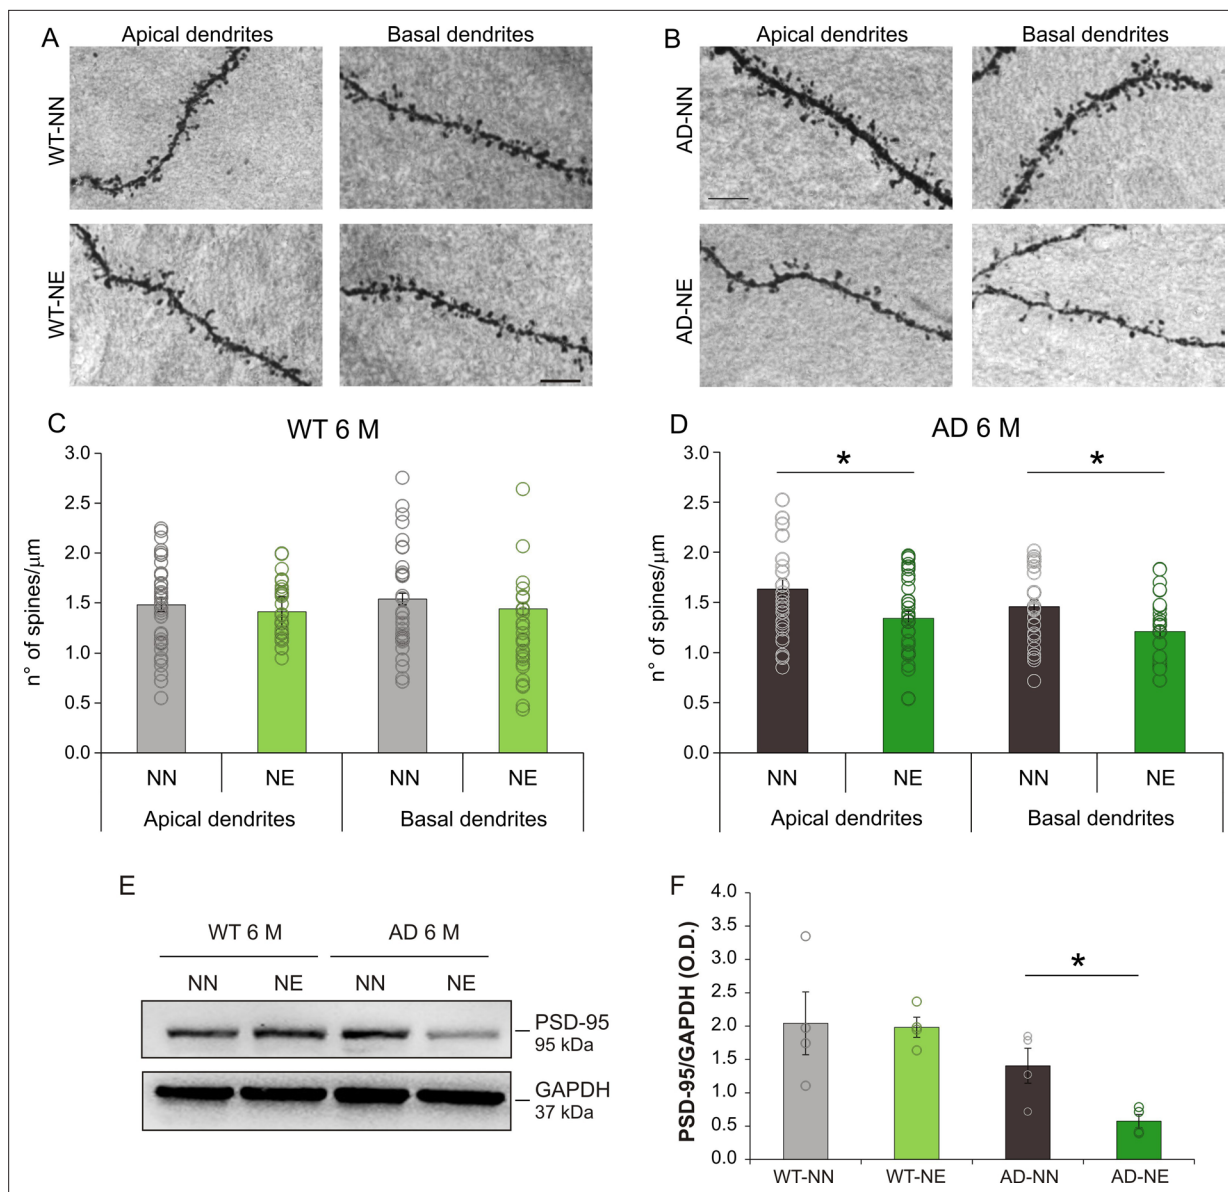 A
Apical dendrites
Basal dendrites
WT-NN
WT-NE
B
Apical dendrites
Basal dendrites
AD-NN
AD-NE
C
WT 6 M
n° of spines/μm
3.0
2.5
2.0
1.5
1.0
0.5
0.0
NN NE NN NE
Apical dendrites Basal dendrites
D
AD 6 M
*
*
n° of spines/μm
3.0
2.5
2.0
1.5
1.0
0.5
0.0
NN NE NN NE
Apical dendrites Basal dendrites
E
WT 6 M AD 6 M
NN NE NN NE
PSD-95
95 kDa
GAPDH
37 kDa
F
PSD-95/GAPDH (O.D.)
4.0
3.5
3.0
2.5
2.0
1.5
1.0
0.5
0.0
*
WT-NN WT-NE AD-NN AD-NE